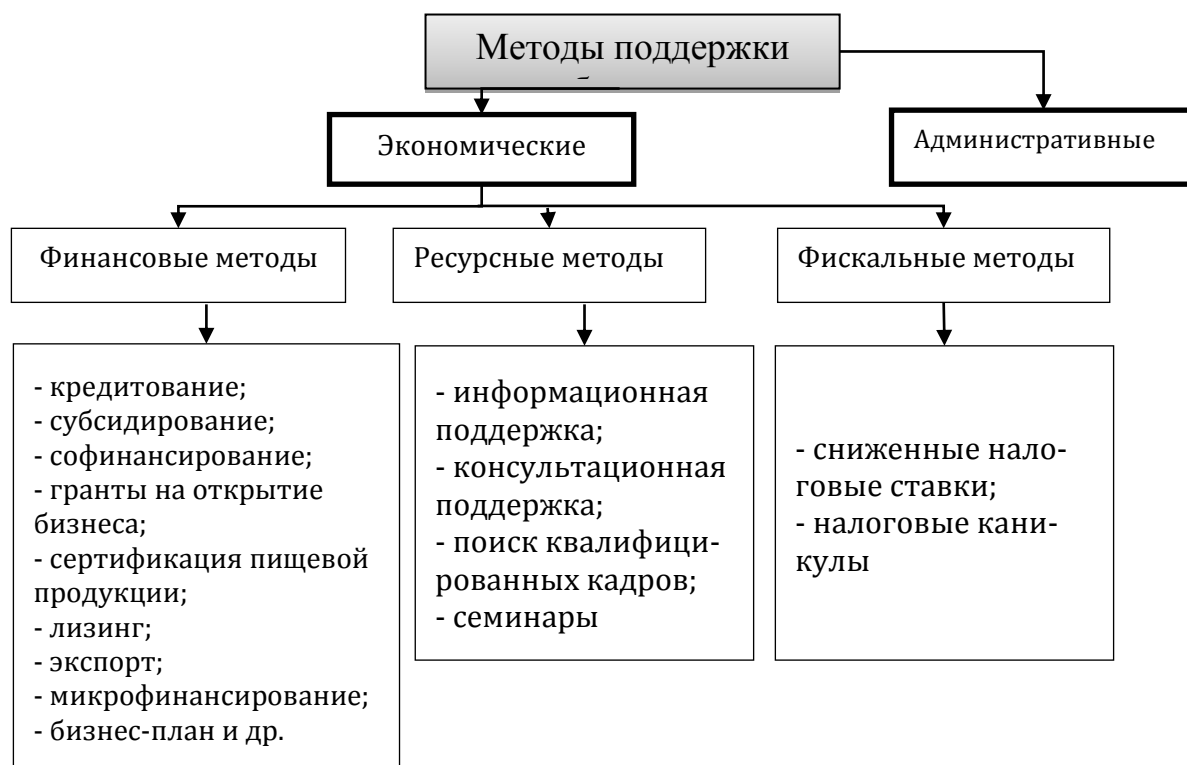 Методы поддержки
Экономические
Административные
Финансовые методы
Ресурсные методы
Фискальные методы
- кредитование;
- субсидирование;
- софинансирование;
- гранты на открытие
бизнеса;
- сертификация пищевой
продукции;
- лизинг;
- экспорт;
- микрофинансирование;
- бизнес-план и др.
- информационная
поддержка;
- консультационная
поддержка;
- поиск квалифици-
рованных кадров;
- семинары
- сниженные нало-
говые ставки;
- налоговые кани-
кулы